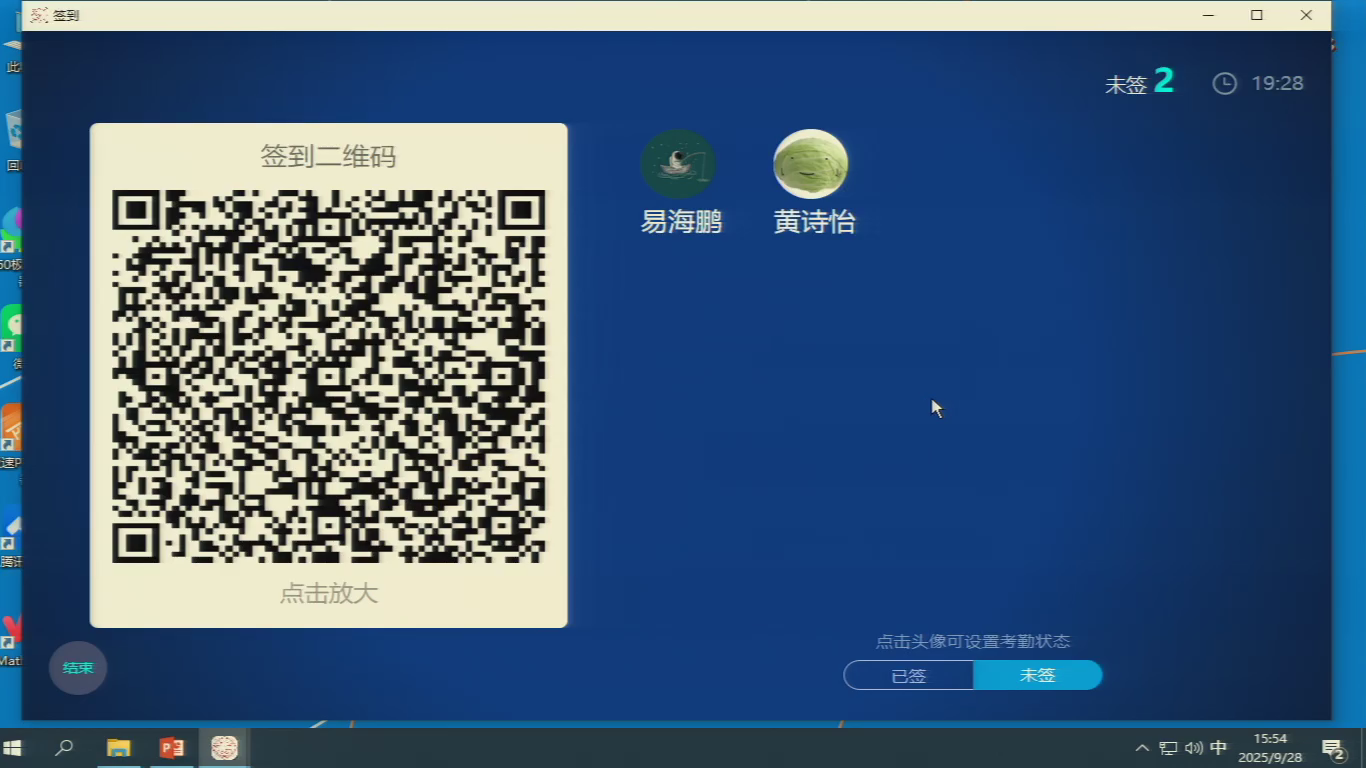 签到
未签 2
19:28
签到二维码
易海鹏
黄诗怡
点击放大
点击头像可设置考勤状态
已签
未签
结束
中
15:54
2025/9/28
2